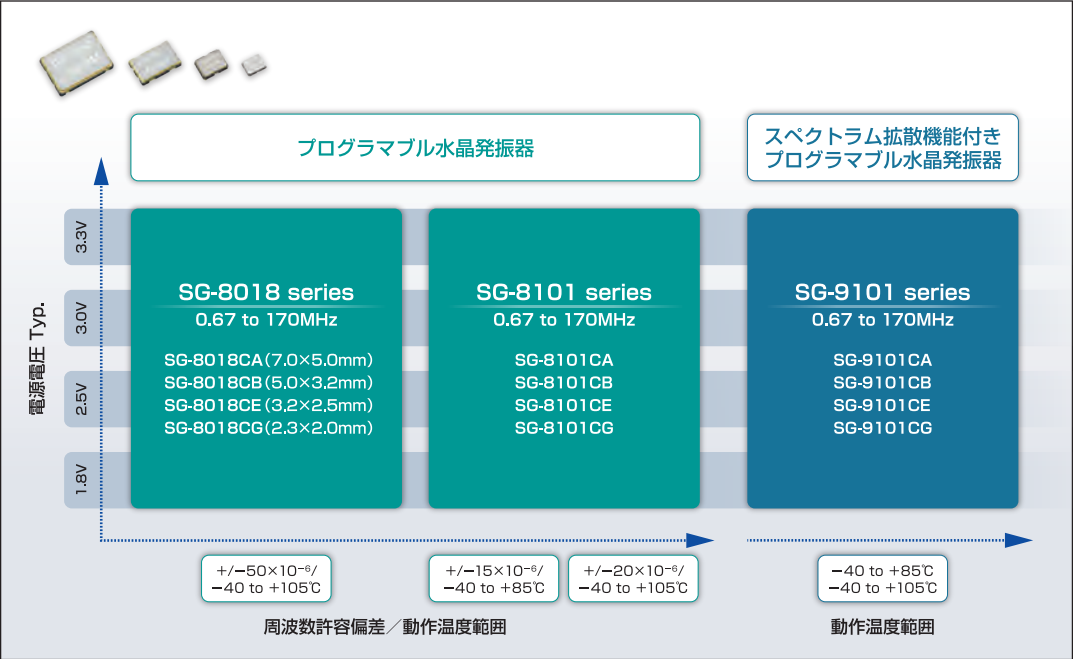 プログラマブル水晶発振器
スペクトラム拡散機能付き
プログラマブル水晶発振器
電源電圧 Typ.
3.3V
3.0V
2.5V
1.8V
SG-8018 series
0.67 to 170MHz
SG-8018CA(7.0×5.0mm)
SG-8018CB(5.0×3.2mm)
SG-8018CE(3.2×2.5mm)
SG-8018CG(2.3×2.0mm)
SG-8101 series
0.67 to 170MHz
SG-8101CA
SG-8101CB
SG-8101CE
SG-8101CG
SG-9101 series
0.67 to 170MHz
SG-9101CA
SG-9101CB
SG-9101CE
SG-9101CG
+/−50×10⁻⁶/
−40 to +105℃
+/−15×10⁻⁶/
−40 to +85℃
+/−20×10⁻⁶/
−40 to +105℃
−40 to +85℃
−40 to +105℃
周波数許容偏差/動作温度範囲
動作温度範囲